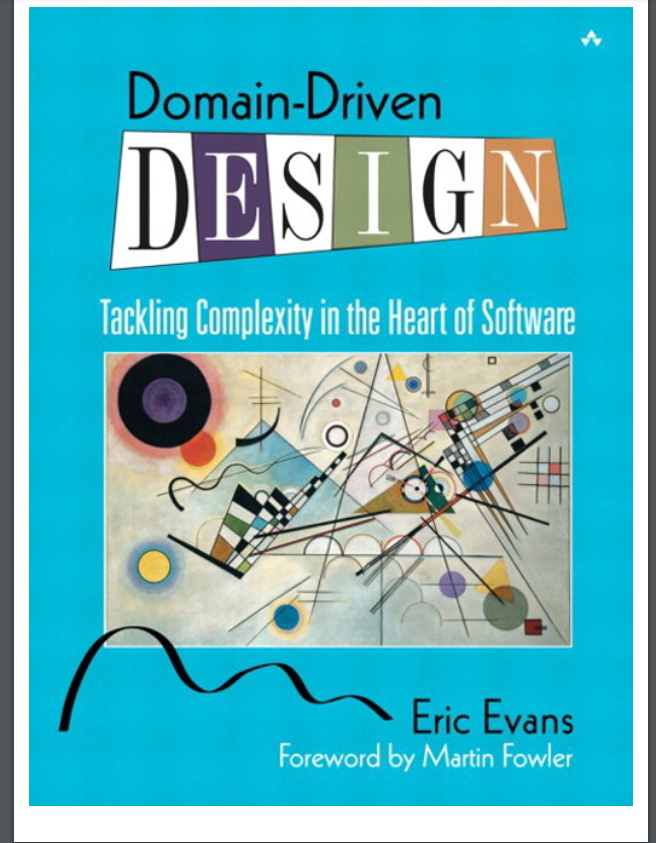 Domain-Driven
DESIGN
Tackling Complexity in the Heart of Software
Eric Evans
Foreword by Martin Fowler